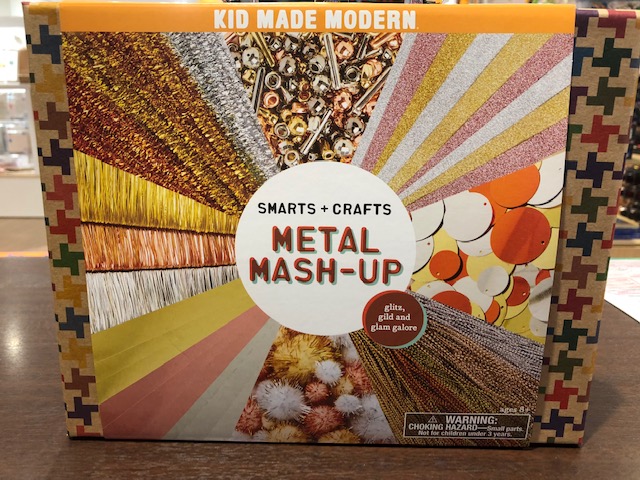 KID MADE MODERN
SMARTS + CRAFTS
METAL
MASH-UP
glitz,
gild and
glam galore
ages 8+
WARNING:
CHOKING HAZARD—Small parts.
Not for children under 3 years.